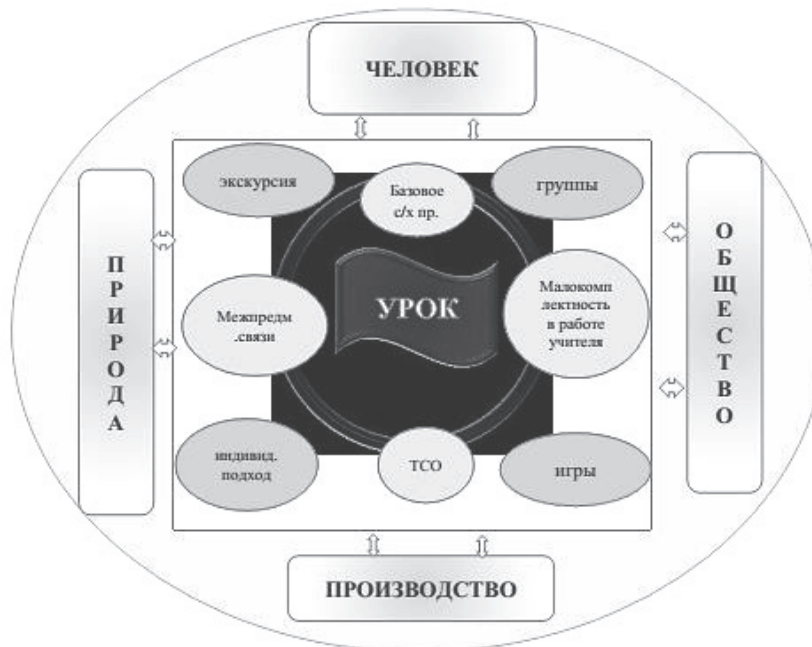 ЧЕЛОВЕК
экскурсия
Базовое
с/х пр.
группы
П
Р
И
Р
О
Д
А
Межпредм
.связи
УРОК
Малокомп
лектность
в работе
учителя
О
Б
Щ
Е
С
Т
В
О
индивид.
подход
ТСО
игры
ПРОИЗВОДСТВО